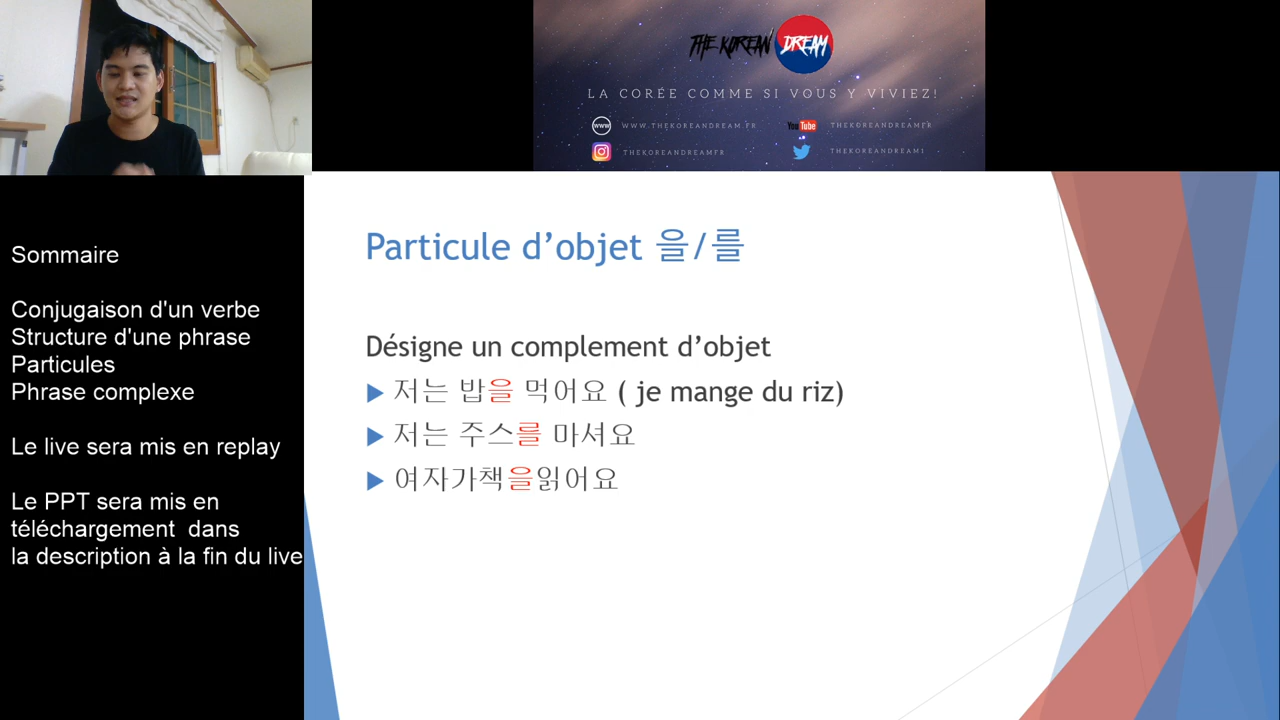 THE KOREAN DREAM
LA CORÉE COMME SI VOUS Y VIVIEZ!
WWW WWW.THEKOREANDREAM.FR
You Tube THEKOREANDREAMFR
THEKOREANDREAMFR
THEKOREANDREAM1
Sommaire
Conjugaison d'un verbe
Structure d'une phrase
Particules
Phrase complexe
Le live sera mis en replay
Le PPT sera mis en
téléchargement dans
la description à la fin du live
Particule d’objet 을/를
Désigne un complement d’objet
저는 밥을 먹어요 ( je mange du riz)
저는 주스를 마셔요
여자가책을읽어요